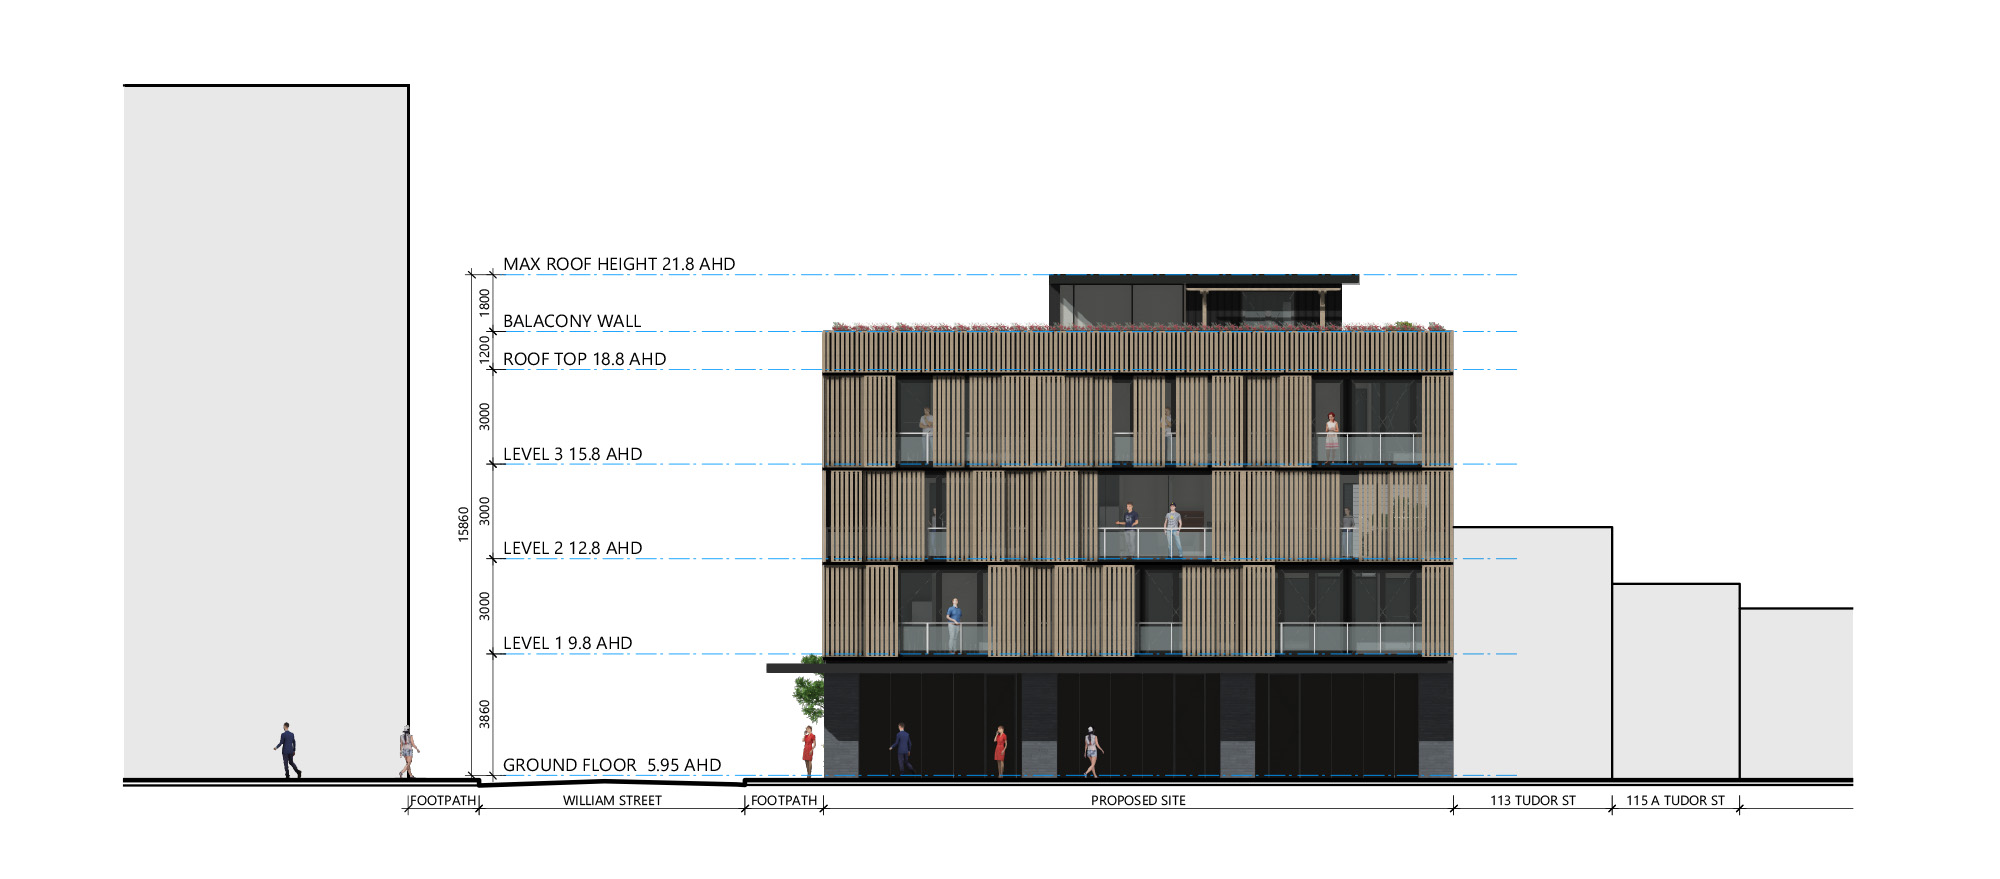 MAX ROOF HEIGHT 21.8 AHD
1800
BALACONY WALL
1200
ROOF TOP 18.8 AHD
3000
LEVEL 3 15.8 AHD
15860
3000
LEVEL 2 12.8 AHD
3000
LEVEL 1 9.8 AHD
3860
GROUND FLOOR 5.95 AHD
FOOTPATH
WILLIAM STREET
FOOTPATH
PROPOSED SITE
113 TUDOR ST
115 A TUDOR ST